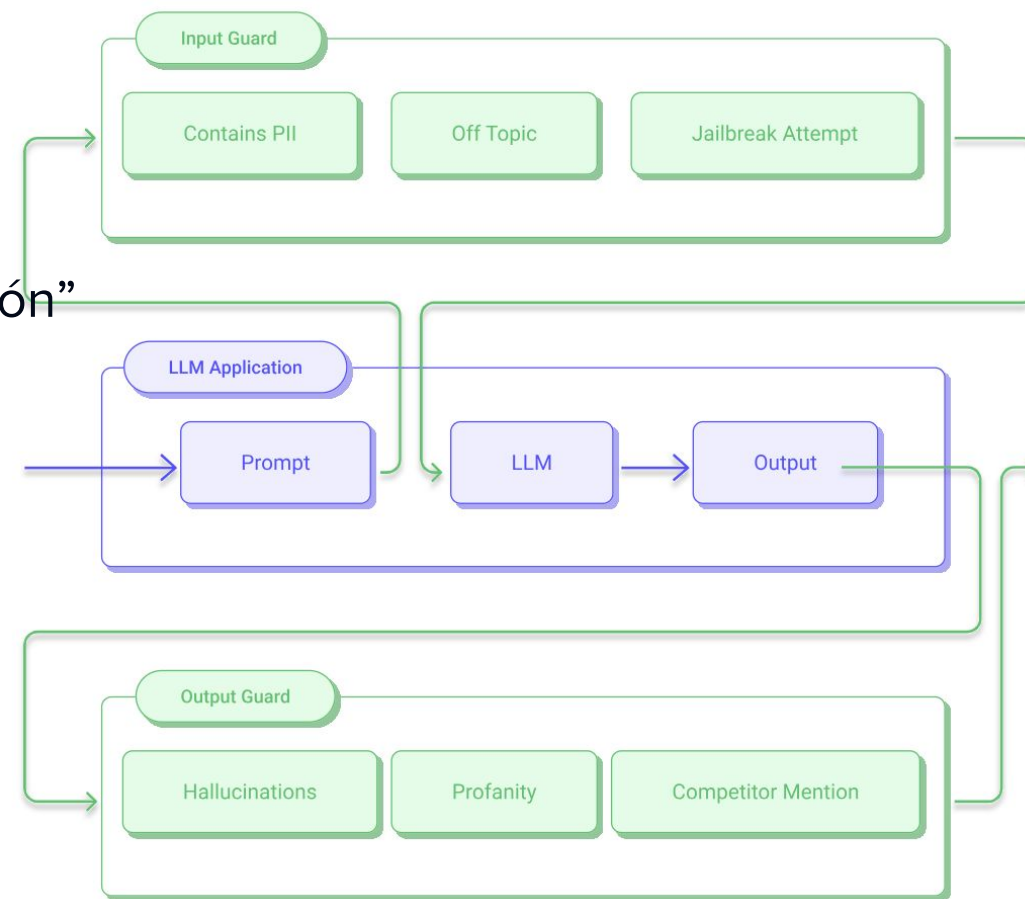 Input Guard
Contains PII Off Topic Jailbreak Attempt
ón”
LLM Application
Prompt LLM Output
Output Guard
Hallucinations Profanity Competitor Mention